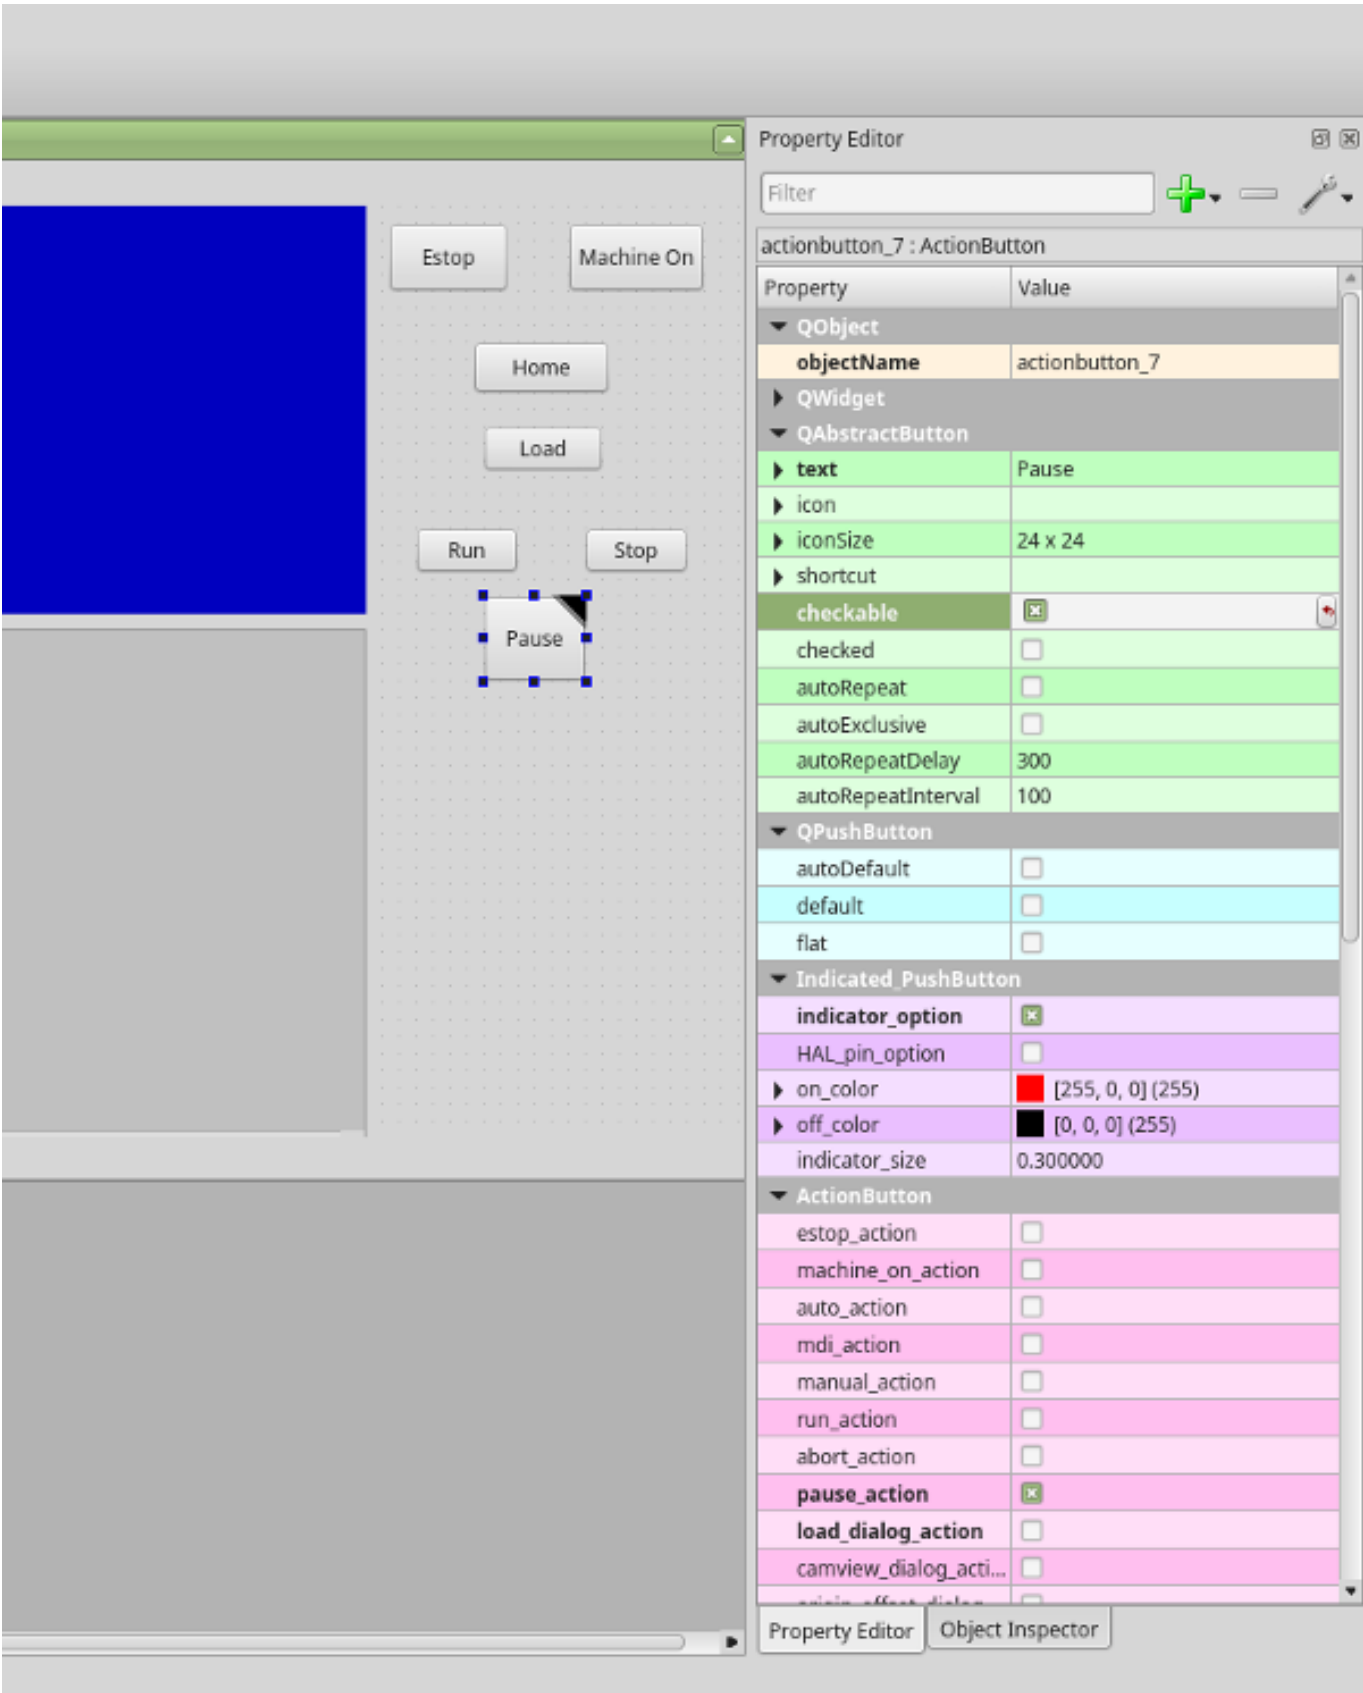 Estop
Machine On
Home
Load
Run
Stop
Pause
Property Editor
Filter
actionbutton_7 : ActionButton
Property Value
QObject
objectName actionbutton_7
QWidget
QAbstractButton
text Pause
icon
iconSize 24 x 24
shortcut
checkable
checked
autoRepeat
autoExclusive
autoRepeatDelay 300
autoRepeatInterval 100
QPushButton
autoDefault
default
flat
Indicated_PushButton
indicator_option
HAL_pin_option
on_color [255, 0, 0] (255)
off_color [0, 0, 0] (255)
indicator_size 0.300000
ActionButton
estop_action
machine_on_action
auto_action
mdi_action
manual_action
run_action
abort_action
pause_action
load_dialog_action
camview_dialog_acti...
Property Editor Object Inspector